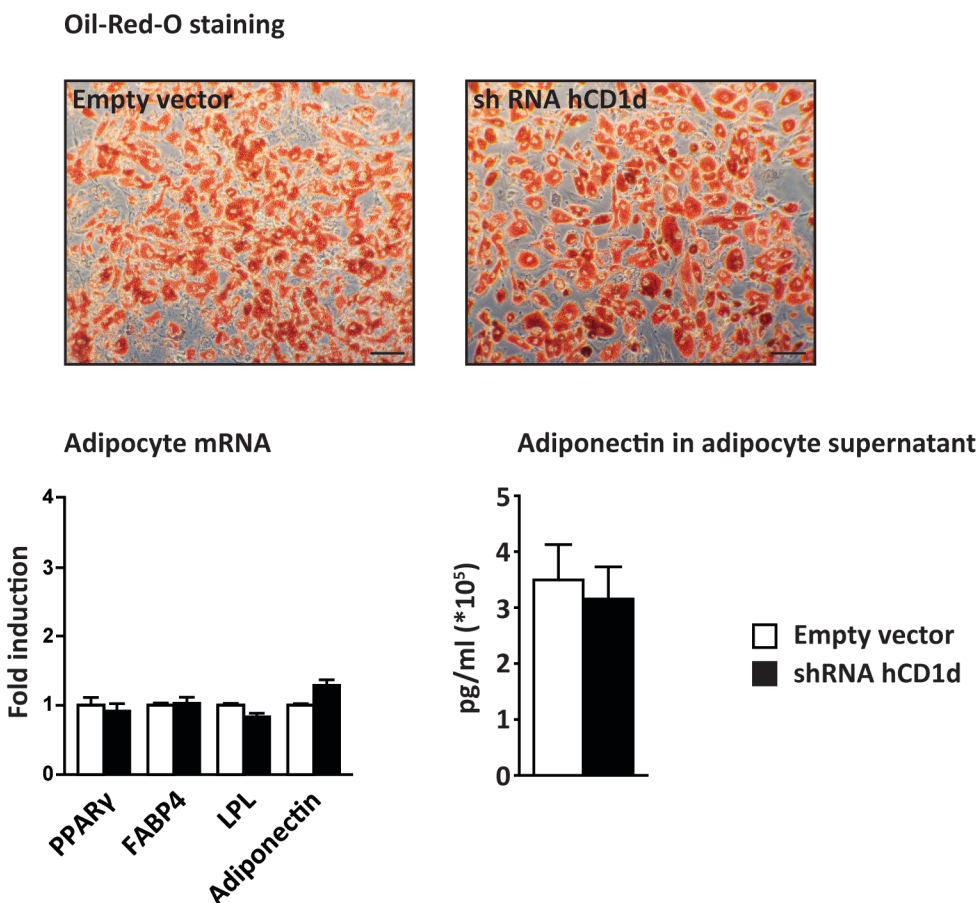 Oil-Red-O staining
Empty vector
sh RNA hCD1d
Adipocyte mRNA
4
3
2
1
0
Fold induction
PPARγ
FABP4
LPL
Adiponectin
Adiponectin in adipocyte supernatant
5
4
3
2
1
0
pg/ml (*10⁵)
Empty vector
shRNA hCD1d